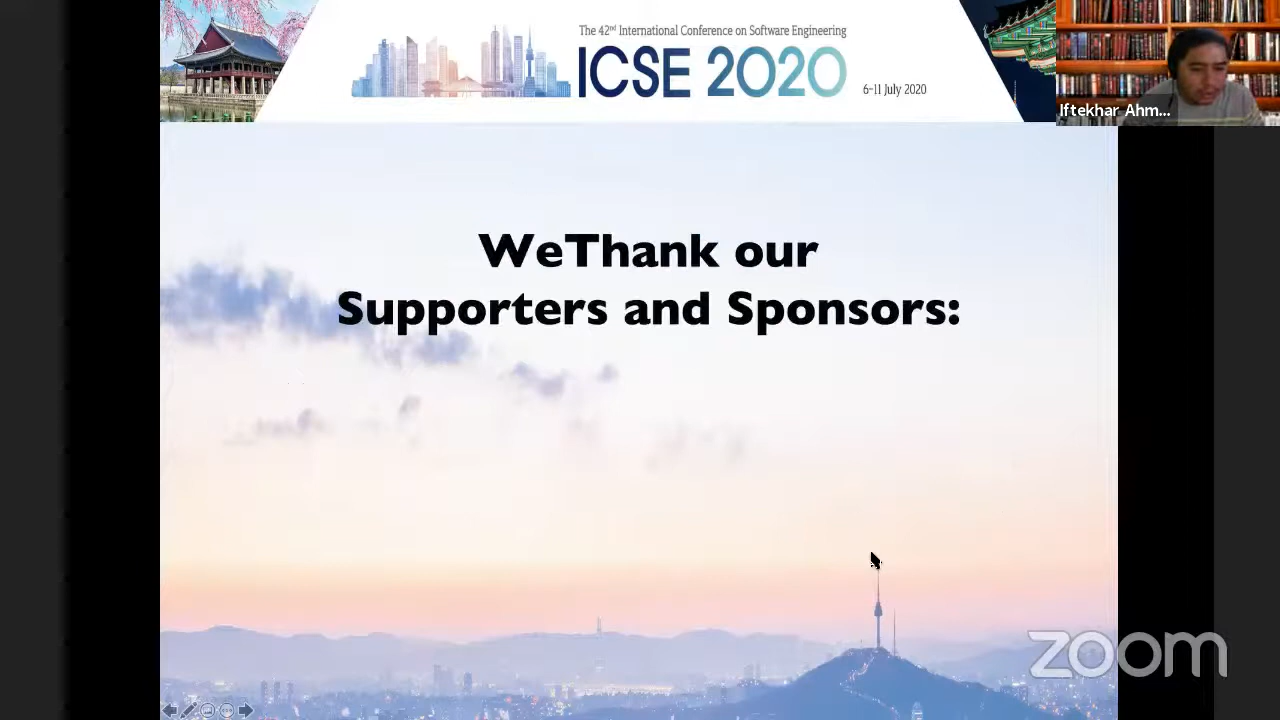 The 42nd International Conference on Software Engineering
ICSE 2020
6-11 July 2020
Iftekhar Ahm...
WeThank our
Supporters and Sponsors:
zoom